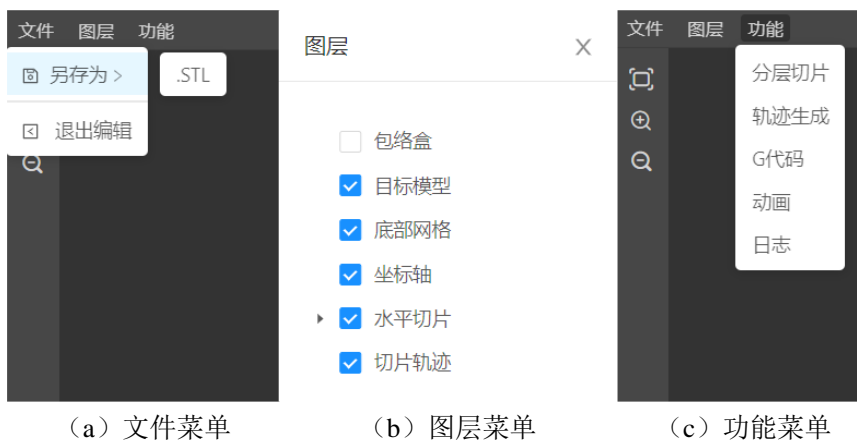 文件 图层 功能
另存为 >
.STL
退出编辑
图层
包络盒
目标模型
底部网格
坐标轴
水平切片
切片轨迹
文件 图层 功能
分层切片
轨迹生成
G代码
动画
日志
（a）文件菜单
（b）图层菜单
（c）功能菜单